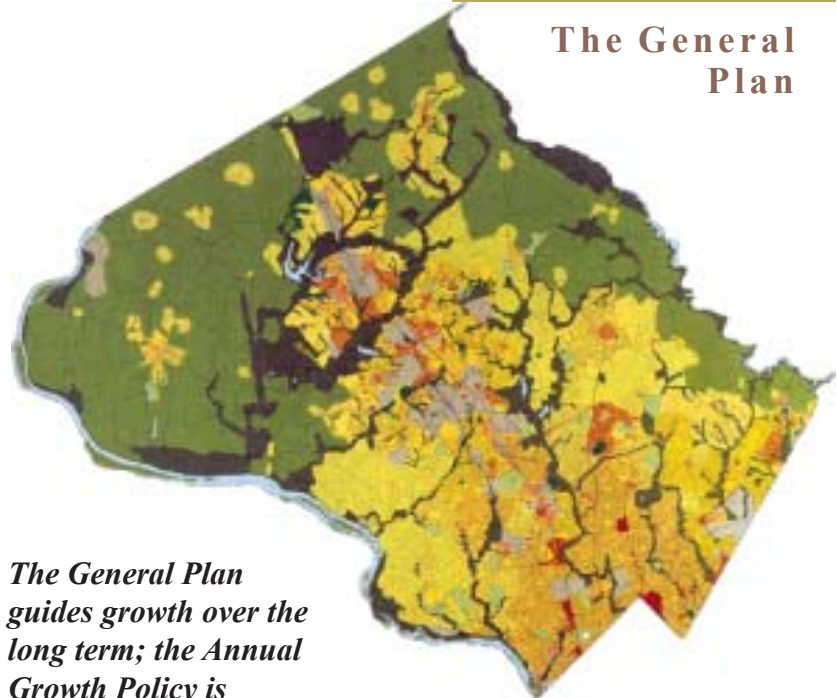 The General
Plan
The General Plan
guides growth over the
long term; the Annual
Growth Policy is